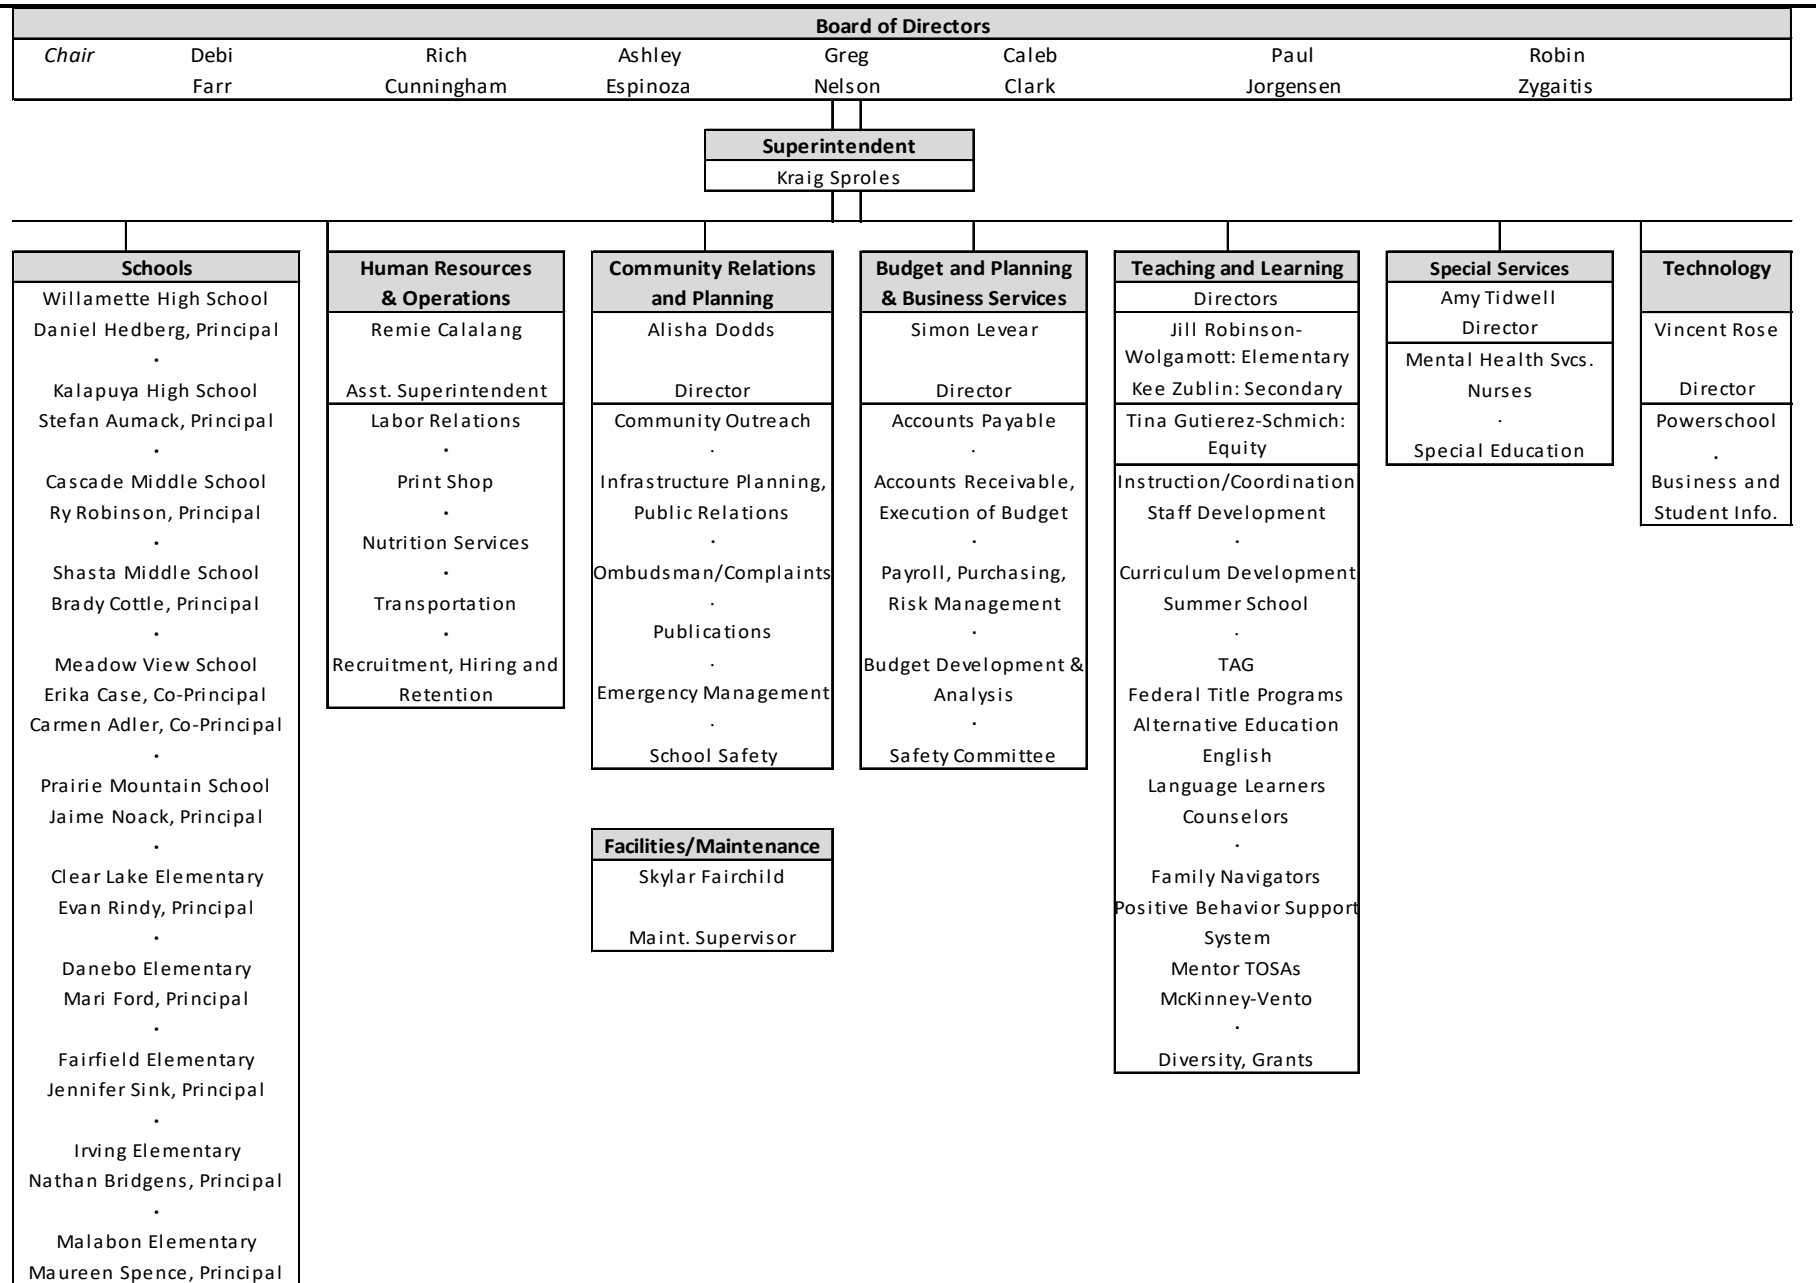 Board of Directors
Chair Debi Rich Ashley Greg Caleb Paul Robin
Farr Cunningham Espinoza Nelson Clark Jorgensen Zygaitis
Superintendent
Kraig Sproles
Schools
Willamette High School
Daniel Hedberg, Principal
·
Kalapuya High School
Stefan Aumack, Principal
·
Cascade Middle School
Ry Robinson, Principal
·
Shasta Middle School
Brady Cottle, Principal
·
Meadow View School
Erika Case, Co-Principal
Carmen Adler, Co-Principal
·
Prairie Mountain School
Jaime Noack, Principal
·
Clear Lake Elementary
Evan Rindy, Principal
·
Danebo Elementary
Mari Ford, Principal
·
Fairfield Elementary
Jennifer Sink, Principal
·
Irving Elementary
Nathan Bridgens, Principal
·
Malabon Elementary
Maureen Spence, Principal
Human Resources
& Operations
Remie Calalang
Asst. Superintendent
Labor Relations
·
Print Shop
·
Nutrition Services
·
Transportation
·
Recruitment, Hiring and
Retention
Community Relations
and Planning
Alisha Dodds
Director
Community Outreach
·
Infrastructure Planning,
Public Relations
·
Ombudsman/Complaints
·
Publications
·
Emergency Management
·
School Safety
Facilities/Maintenance
Skylar Fairchild
Maint. Supervisor
Budget and Planning
& Business Services
Simon Levear
Director
Accounts Payable
·
Accounts Receivable,
Execution of Budget
·
Payroll, Purchasing,
Risk Management
·
Budget Development &
Analysis
·
Safety Committee
Teaching and Learning
Directors
Jill Robinson-
Wolgamott: Elementary
Kee Zublin: Secondary
Tina Gutierez-Schmich:
Equity
Instruction/Coordination
Staff Development
·
Curriculum Development
Summer School
·
TAG
Federal Title Programs
Alternative Education
English
Language Learners
Counselors
·
Family Navigators
Positive Behavior Support
System
Mentor TOSAs
McKinney-Vento
·
Diversity, Grants
Special Services
Amy Tidwell
Director
Mental Health Svcs.
Nurses
·
Special Education
Technology
Vincent Rose
Director
Powerschool
·
Business and
Student Info.